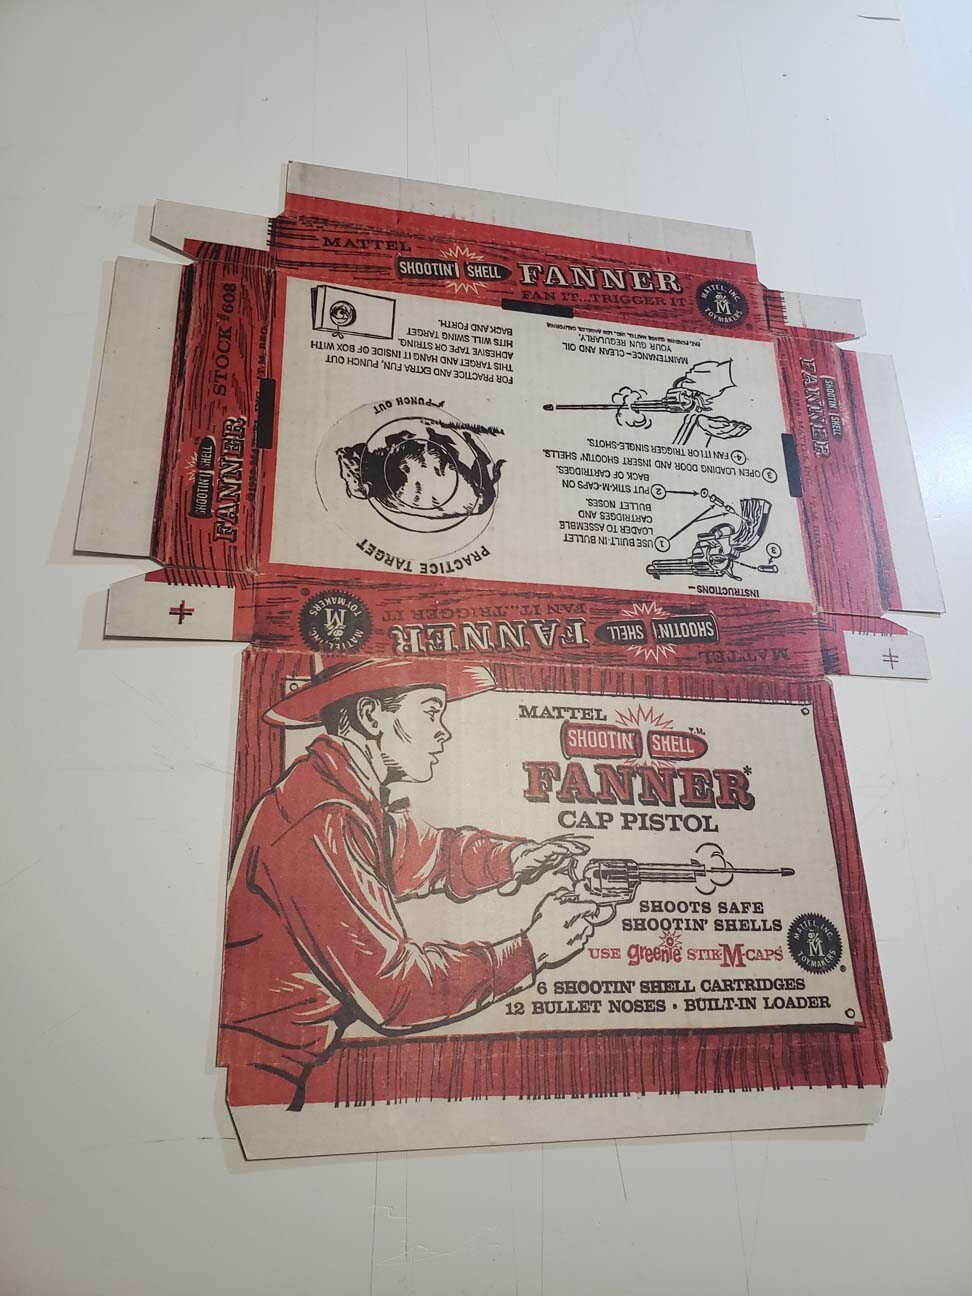 MATTEL
SHOOTIN' SHELL FANNER
FAN IT...TRIGGER IT
MATTEL, INC.
M
TOYMAKERS
STOCK #608
SHOOTIN' SHELL
FANNER
SHOOTIN' SHELL
FANNER
INSTRUCTIONS—
① USE BUILT-IN BULLET
LOADER TO ASSEMBLE
CARTRIDGES AND
BULLET NOSES.
② PUT STIK-M-CAPS ON
BACK OF CARTRIDGES.
③ OPEN LOADING DOOR AND INSERT SHOOTIN' SHELLS.
④ FAN IT! OR TRIGGER SINGLE-SHOTS.
3
MAINTENANCE—CLEAN AND OIL
YOUR GUN REGULARLY.
PRACTICE TARGET
PUNCH OUT
FOR PRACTICE AND EXTRA FUN, PUNCH OUT
THIS TARGET AND HANG IT INSIDE OF BOX WITH
ADHESIVE TAPE OR STRING.
HITS WILL SWING TARGET
BACK AND FORTH.
MATTEL
SHOOTIN' SHELL FANNER
FAN IT...TRIGGER IT
MATTEL, INC.
M
TOYMAKERS
MATTEL
SHOOTIN' SHELL T.M.
FANNER*
CAP PISTOL
SHOOTS SAFE
SHOOTIN' SHELLS
USE greenie STIK-M-CAPS
MATTEL, INC.
M
TOYMAKERS
®
6 SHOOTIN' SHELL CARTRIDGES
12 BULLET NOSES • BUILT-IN LOADER